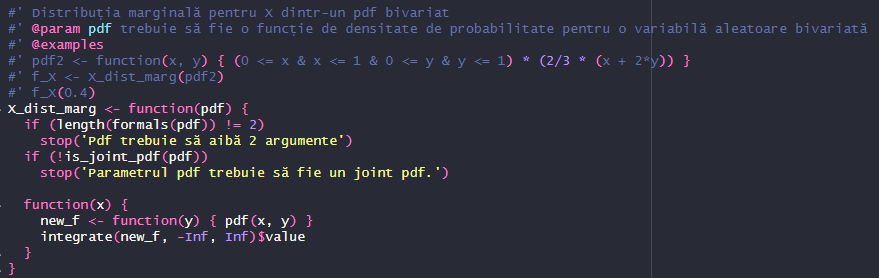 #' Distribuția marginală pentru X dintr-un pdf bivariat
#' @param pdf trebuie să fie o funcție de densitate de probabilitate pentru o variabilă aleatoare bivariată
#' @examples
#' pdf2 <- function(x, y) { (0 <= x & x <= 1 & 0 <= y & y <= 1) * (2/3 * (x + 2*y)) }
#' f_X <- X_dist_marg(pdf2)
#' f_X(0.4)
X_dist_marg <- function(pdf) {
  if (length(formals(pdf)) != 2)
    stop('Pdf trebuie să aibă 2 argumente')
  if (!is_joint_pdf(pdf))
    stop('Parametrul pdf trebuie să fie un joint pdf.')

  function(x) {
    new_f <- function(y) { pdf(x, y) }
    integrate(new_f, -Inf, Inf)$value
  }
}